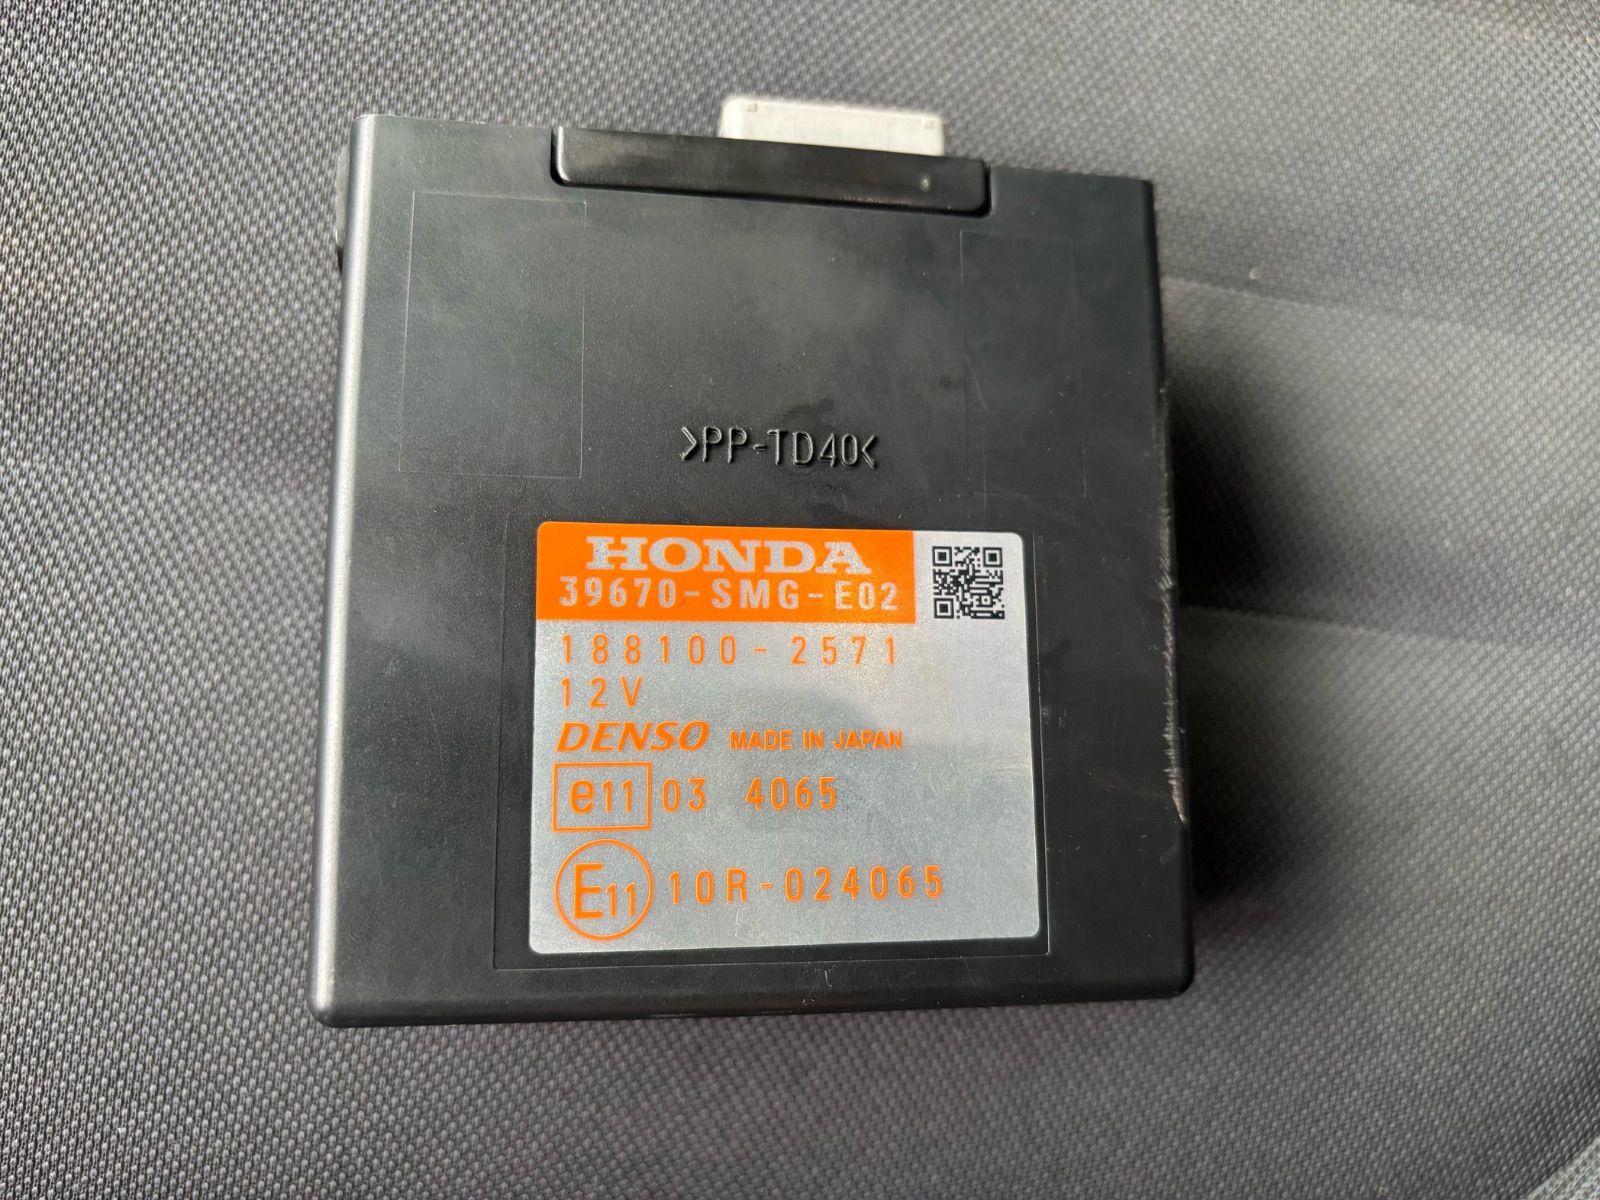 >PP-TD40<
HONDA
39670-SMG-E02
188100-2571
12V
DENSO MADE IN JAPAN
e11 03 4065
E11 10R-024065